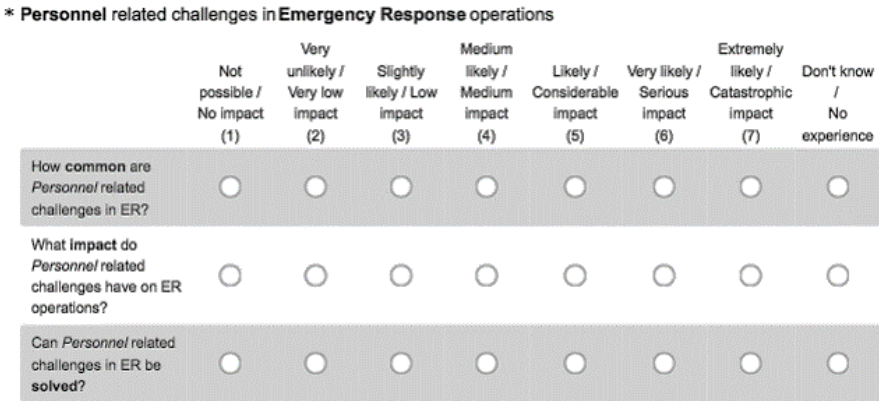 * Personnel related challenges in Emergency Response operations
Not possible / No impact (1)
Very unlikely / Very low impact (2)
Slightly likely / Low impact (3)
Medium likely / Medium impact (4)
Likely / Considerable impact (5)
Very likely / Serious impact (6)
Extremely likely / Catastrophic impact (7)
Don't know / No experience
How common are
Personnel related
challenges in ER?
What impact do
Personnel related
challenges have on ER
operations?
Can Personnel related
challenges in ER be
solved?